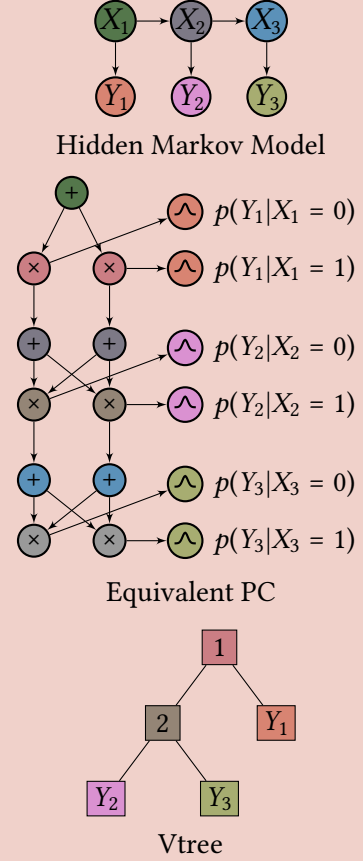 X₁ X₂ X₃
Y₁ Y₂ Y₃
Hidden Markov Model
+
p(Y₁|X₁ = 0)
× × p(Y₁|X₁ = 1)
+ + p(Y₂|X₂ = 0)
× × p(Y₂|X₂ = 1)
+ + p(Y₃|X₃ = 0)
× × p(Y₃|X₃ = 1)
Equivalent PC
1
2 Y₁
Y₂ Y₃
Vtree